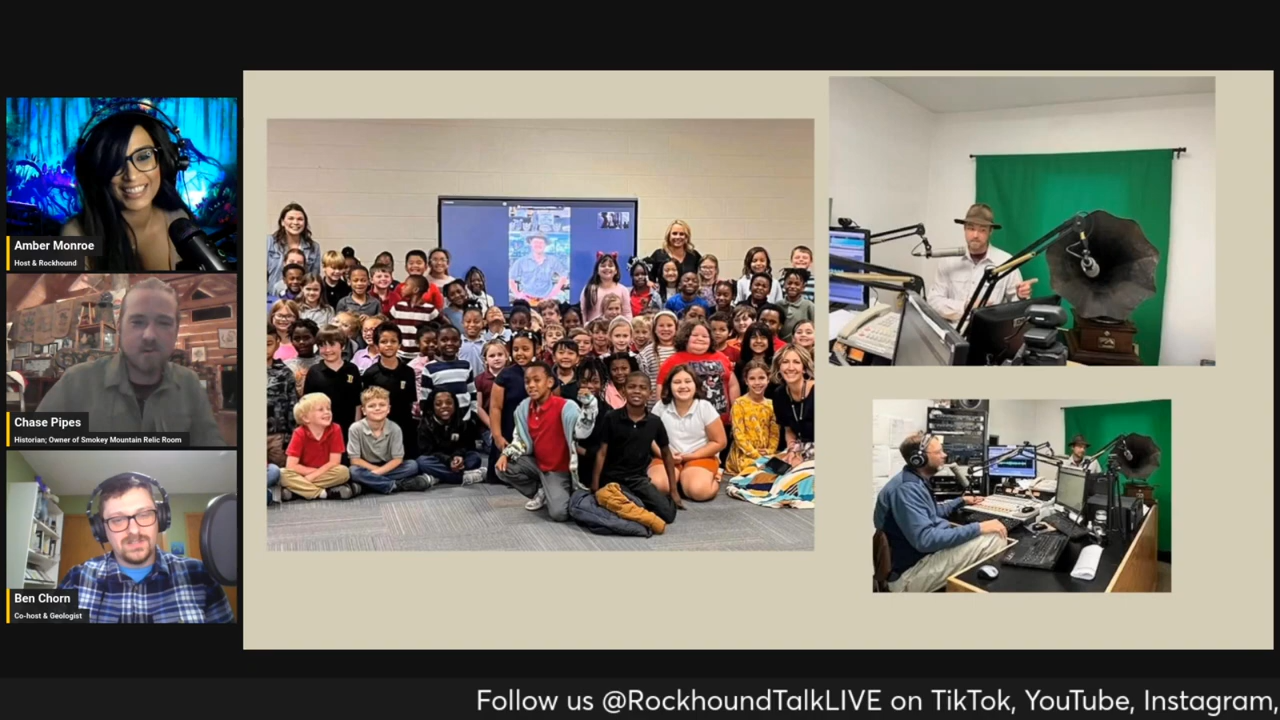 Amber Monroe
Host & Rockhound
Chase Pipes
Historian; Owner of Smokey Mountain Relic Room
Ben Chorn
Co-host & Geologist
Follow us @RockhoundTalkLIVE on TikTok, YouTube, Instagram,